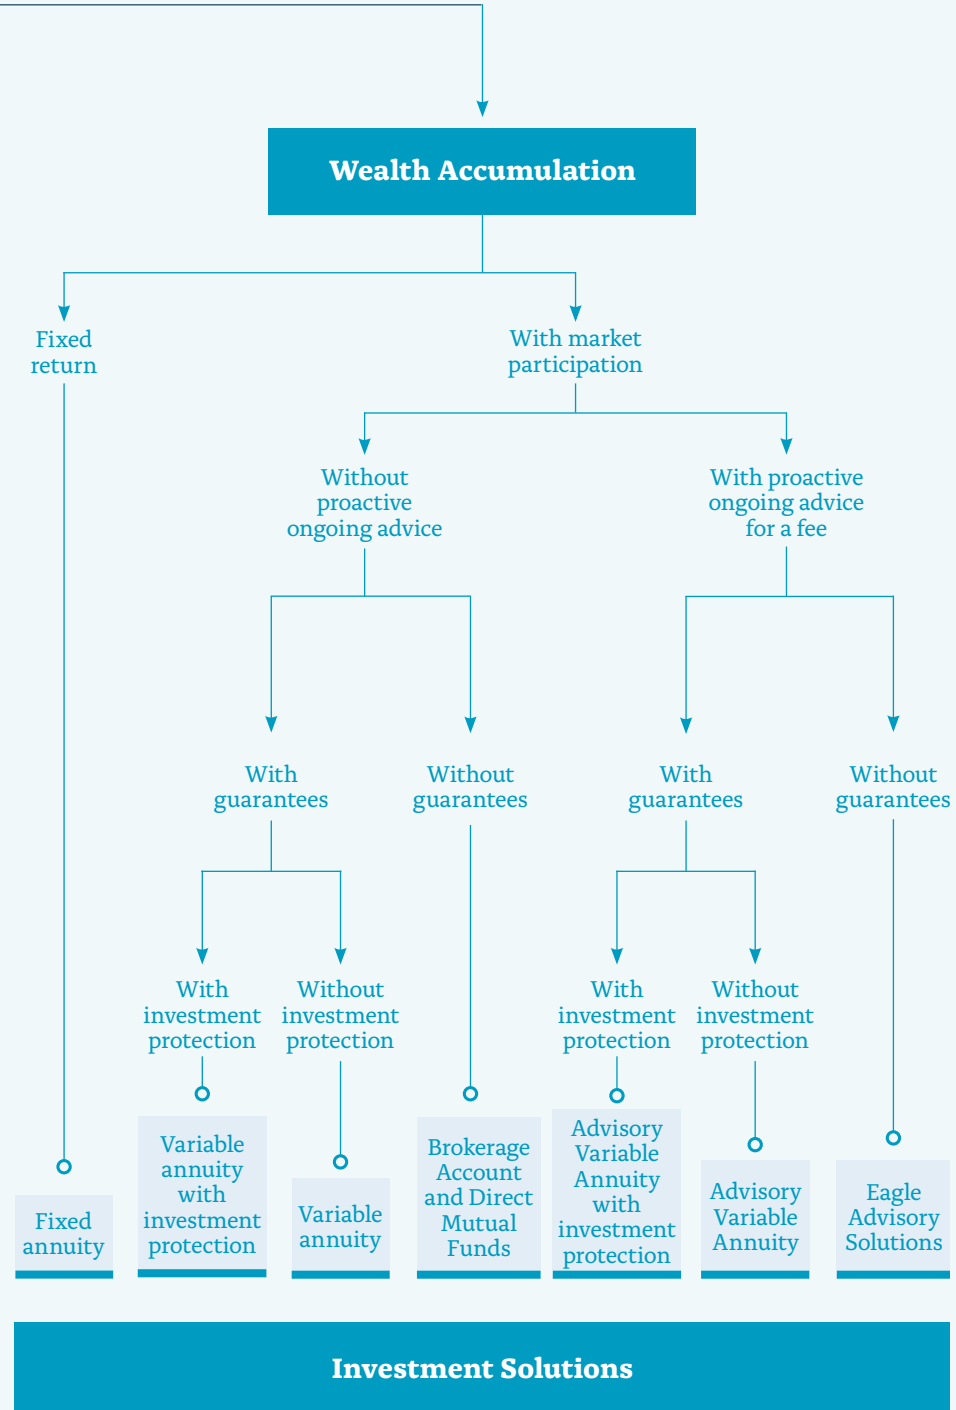 Wealth Accumulation
Fixed
return
With market
participation
Without
proactive
ongoing advice
With proactive
ongoing advice
for a fee
With
guarantees
Without
guarantees
With
guarantees
Without
guarantees
With
investment
protection
Without
investment
protection
With
investment
protection
Without
investment
protection
Fixed
annuity
Variable
annuity
with
investment
protection
Variable
annuity
Brokerage
Account
and Direct
Mutual
Funds
Advisory
Variable
Annuity
with
investment
protection
Advisory
Variable
Annuity
Eagle
Advisory
Solutions
Investment Solutions